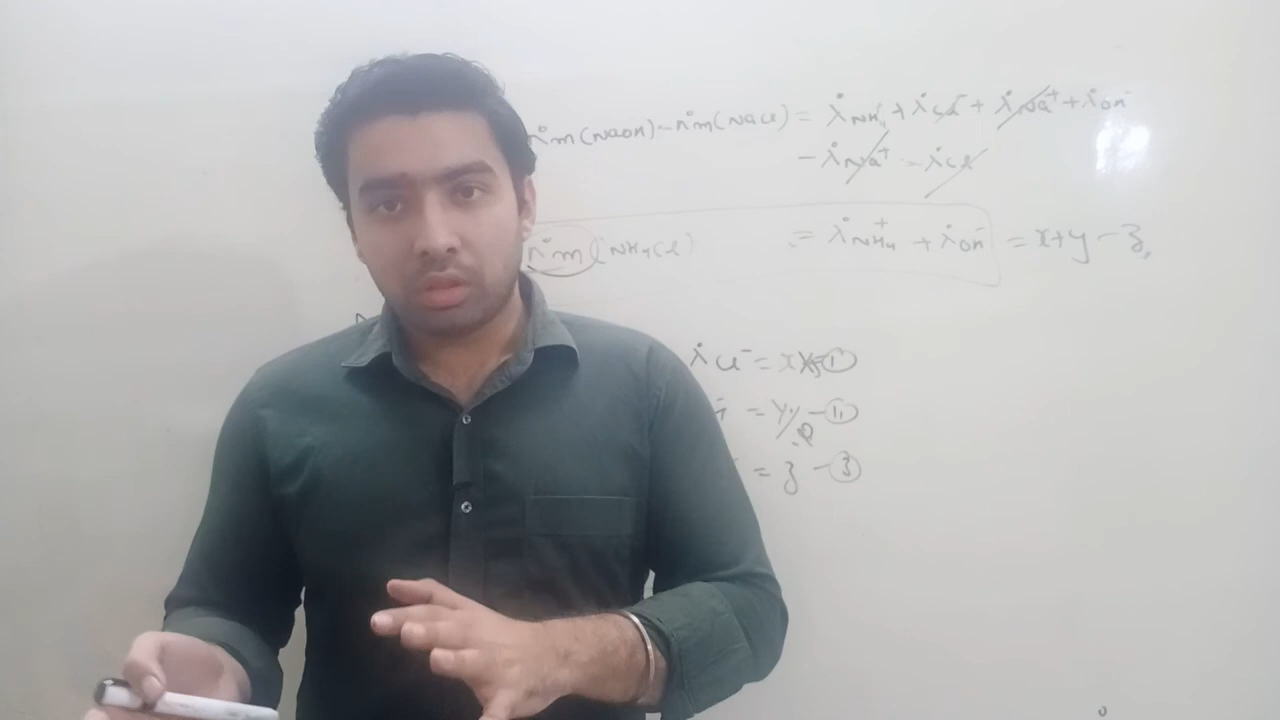 λ°m(NaOH) - λ°m(NaCl) = λ°NH₄⁺ + λ°Cl⁻ + λ°Na⁺ + λ°OH⁻
- λ°Na⁺ - λ°Cl
λ°m (NH₄Cl) = λ°NH₄⁺ + λ°OH⁻ = x+y-z
λ°Cl⁻ = x - ①
= y - ⑪
= z - ③